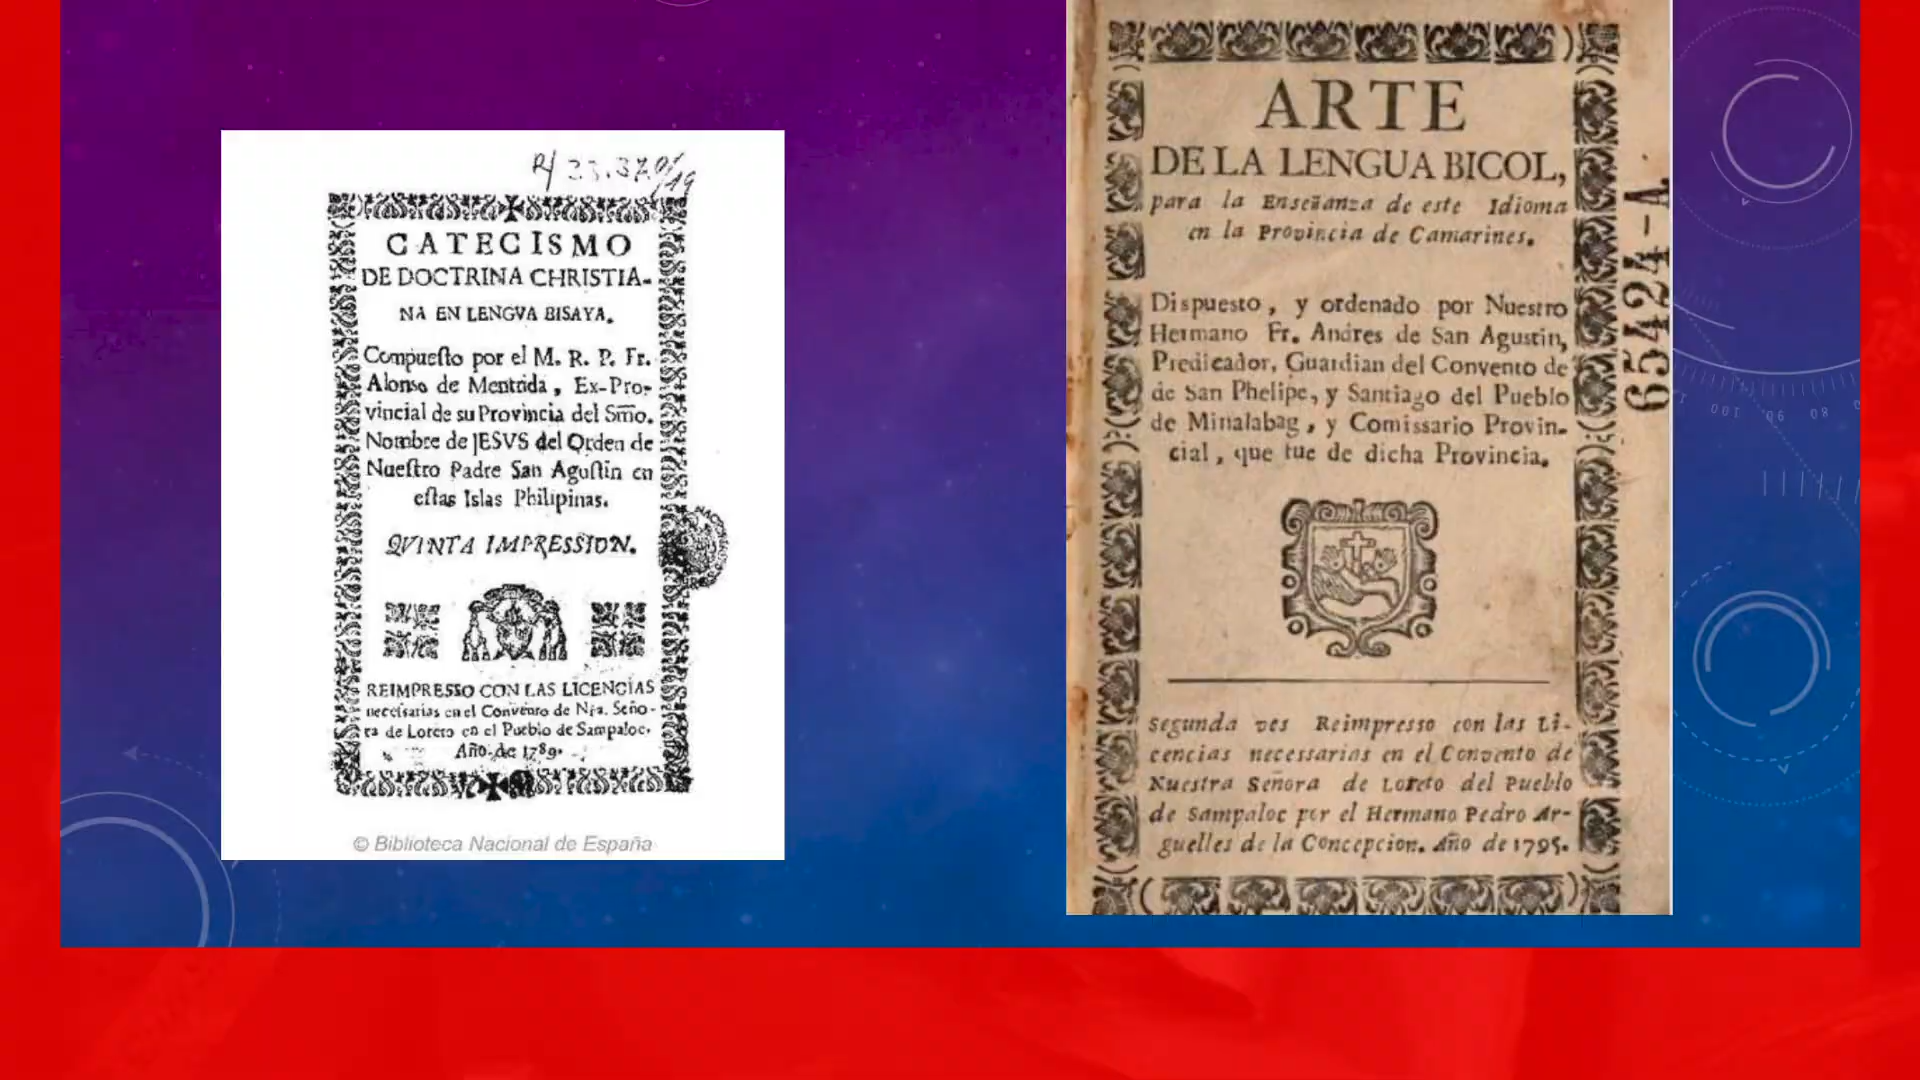 R/ 33.370/19
CATECISMO
DE DOCTRINA CHRISTIA-
NA EN LENGVA BISAYA.
Compuesto por el M. R. P. Fr.
Alonso de Mentrida, Ex-Pro-
vincial de su Provincia del Sm̃o.
Nombre de JESVS del Orden de
Nuestro Padre San Agustin en
estas Islas Philipinas.
QVINTA IMPRESSION.
REIMPRESSO CON LAS LICENCIAS
necessarias en el Convento de Nra. Seño-
ra de Loreto en el Pueblo de Sampaloc.
Año de 1789.
© Biblioteca Nacional de España
ARTE
DE LA LENGUA BICOL,
para la Enseñanza de este Idioma
en la Provincia de Camarines.
Dispuesto, y ordenado por Nuestro
Hermano Fr. Andres de San Agustin,
Predicador, Guardian del Convento de
de San Phelipe, y Santiago del Pueblo
de Minalabag, y Comissario Provin-
cial, que fue de dicha Provincia.
Segunda ves Reimpresso con las Li-
cencias necessarias en el Convento de
Nuestra Señora de Loreto del Pueblo
de Sampaloc por el Hermano Pedro Ar-
guelles de la Concepcion. Año de 1795.
65424-A